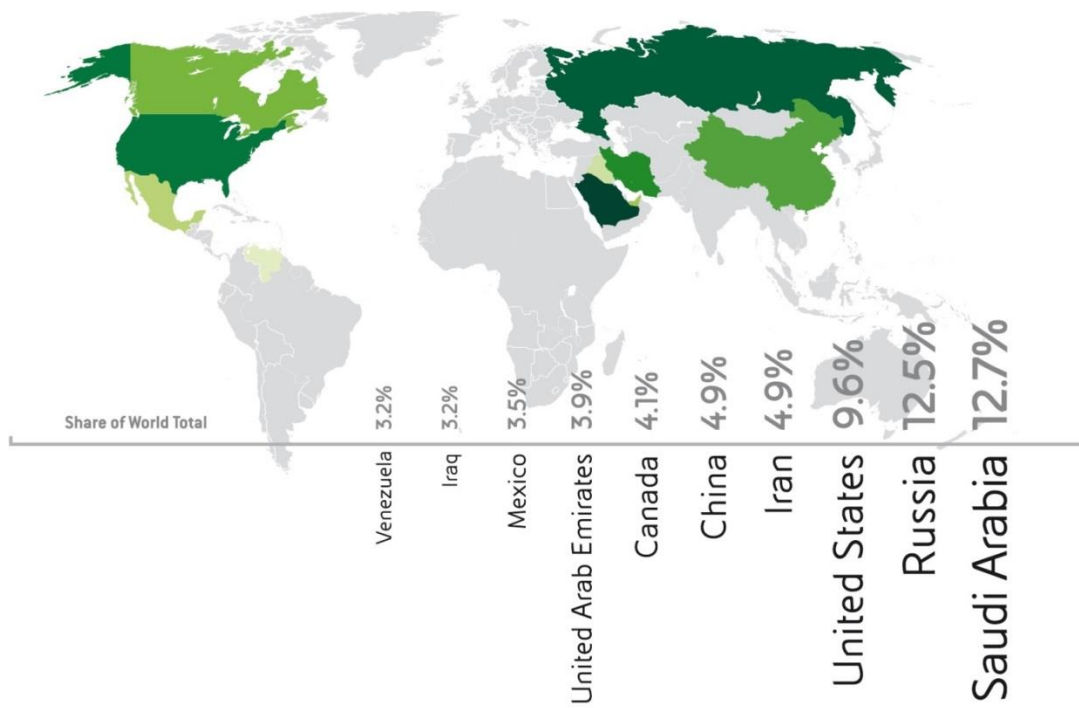 Share of World Total
3.2%
3.2%
3.5%
3.9%
4.1%
4.9%
4.9%
9.6%
12.5%
12.7%
Venezuela
Iraq
Mexico
United Arab Emirates
Canada
China
Iran
United States
Russia
Saudi Arabia